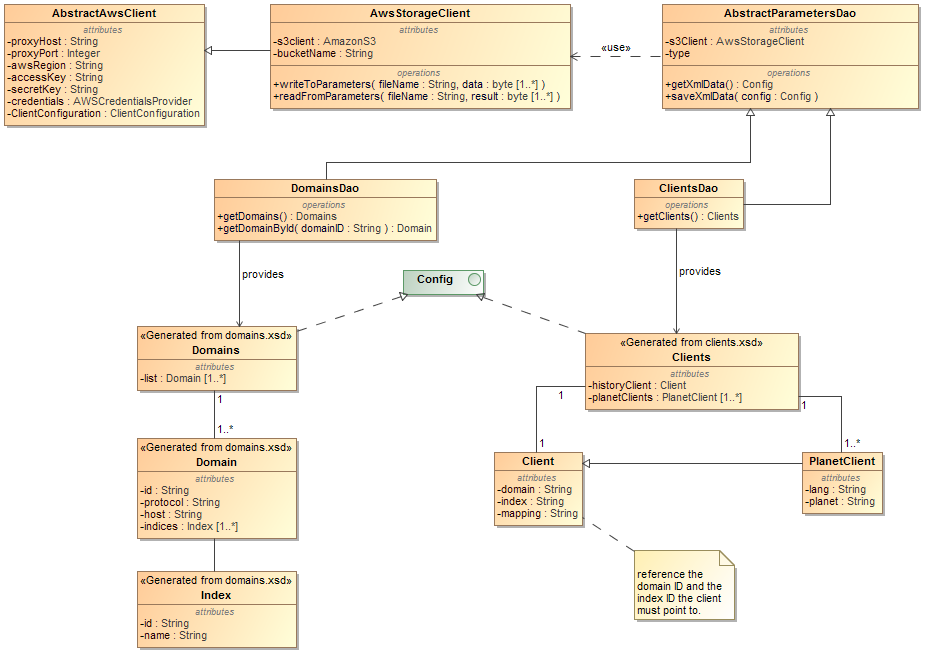 AbstractAwsClient
attributes
-proxyHost : String
-proxyPort : Integer
-awsRegion : String
-accessKey : String
-secretKey : String
-credentials : AWSCredentialsProvider
-ClientConfiguration : ClientConfiguration
AwsStorageClient
attributes
-s3client : AmazonS3
-bucketName : String
operations
+writeToParameters( fileName : String, data : byte [1..*] )
+readFromParameters( fileName : String, result : byte [1..*] )
«use»
AbstractParametersDao
attributes
-s3Client : AwsStorageClient
-type
operations
+getXmlData() : Config
+saveXmlData( config : Config )
DomainsDao
operations
+getDomains() : Domains
+getDomainById( domainID : String ) : Domain
ClientsDao
operations
+getClients() : Clients
provides
Config
provides
«Generated from domains.xsd»
Domains
attributes
-list : Domain [1..*]
«Generated from clients.xsd»
Clients
attributes
-historyClient : Client
-planetClients : PlanetClient [1..*]
1
1..*
1
1
1
1..*
«Generated from domains.xsd»
Domain
attributes
-id : String
-protocol : String
-host : String
-indices : Index [1..*]
Client
attributes
-domain : String
-index : String
-mapping : String
PlanetClient
attributes
-lang : String
-planet : String
«Generated from domains.xsd»
Index
attributes
-id : String
-name : String
reference the
domain ID and the
index ID the client
must point to.